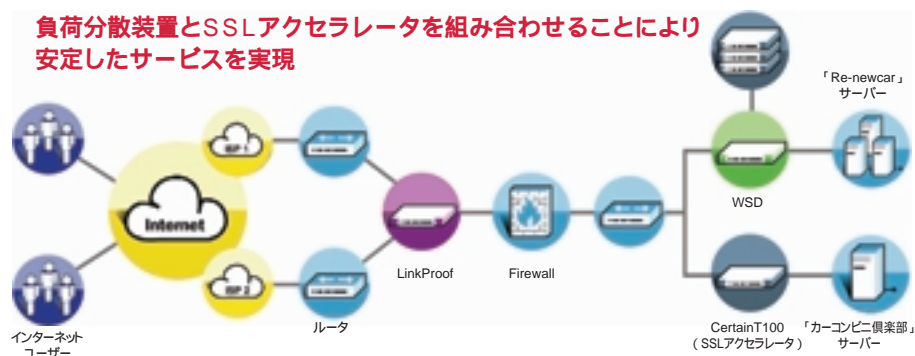 負荷分散装置とSSLアクセラレータを組み合わせることにより
安定したサービスを実現
「Re-newcar」
サーバー
ISP 1
Internet
ISP 2
WSD
LinkProof
Firewall
ルータ
インターネット
ユーザー
CertainT100
（SSLアクセラレータ）
「カーコンビニ倶楽部」
サーバー